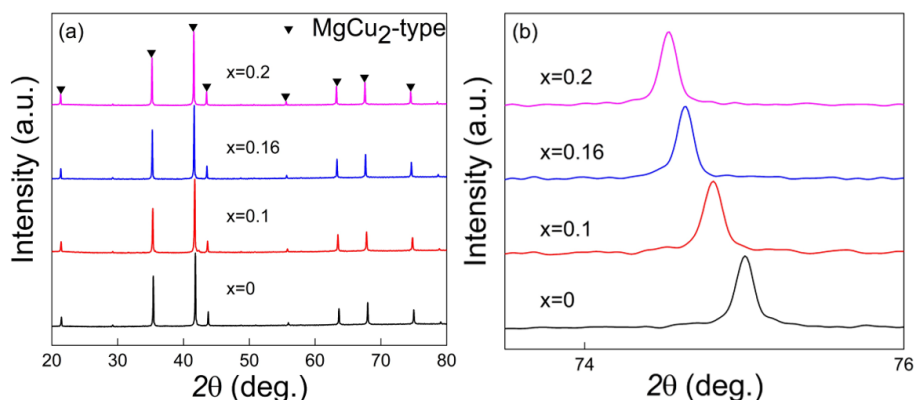 (a)
▼ MgCu2-type
x=0.2
x=0.16
x=0.1
x=0
Intensity (a.u.)
20 30 40 50 60 70 80
2θ (deg.)
(b)
x=0.2
x=0.16
x=0.1
x=0
Intensity (a.u.)
74 76
2θ (deg.)